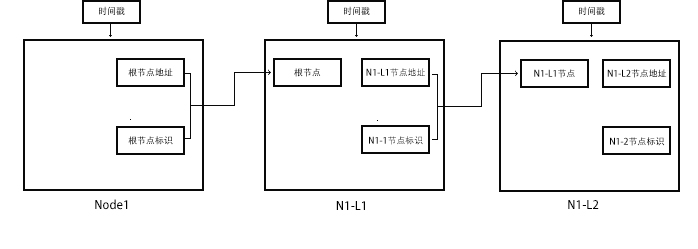 时间戳
时间戳
时间戳
根节点地址
根节点标识
Node1
根节点
N1-L1节点地址
N1-1节点标识
N1-L1
N1-L1节点
N1-L2节点地址
N1-2节点标识
N1-L2